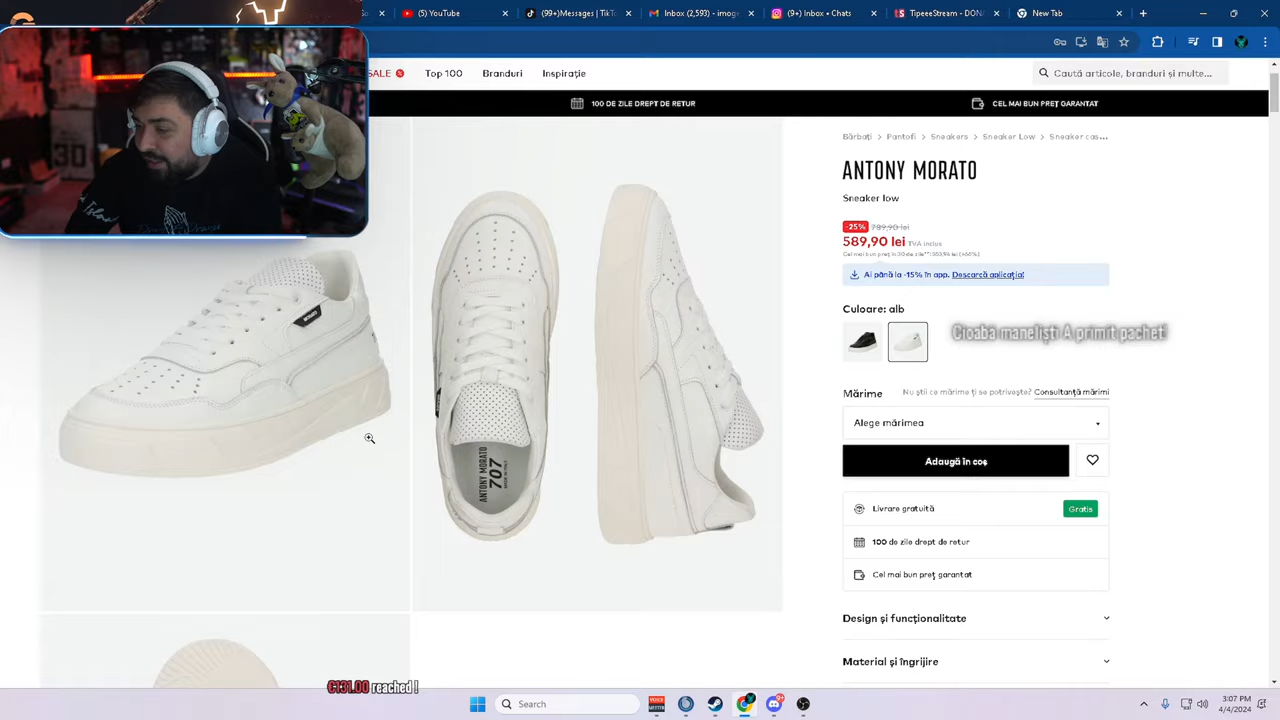 (5) YouTube
(99+)Messages | TikT
Inbox (2,593) - imog
(9+) Inbox • Chats
TipeeeStream - DO
New Tab
SALE
Top 100
Branduri
Inspirație
Caută articole, branduri și multe...
100 DE ZILE DREPT DE RETUR
CEL MAI BUN PREȚ GARANTAT
30
Bărbați > Pantofi > Sneakers > Sneaker Low > Sneaker cas...
ANTONY MORATO
Sneaker low
-25% 789,90 lei
589,90 lei TVA inclus
Ai până la -15% în app. Descarcă aplicația!
Culoare: alb
Cioaba maneliști A primit pachet
Mărime
Nu știi ce mărime ți se potrivește? Consultanță mărimi
Alege mărimea
Adaugă în coș
MORATO
ANTONY MORATO
707
Livrare gratuită
Gratis
100 de zile drept de retur
Cel mai bun preț garantat
Design și funcționalitate
Material și îngrijire
€131.00 reached !
Search
9+
3:07 PM
4/4/2024